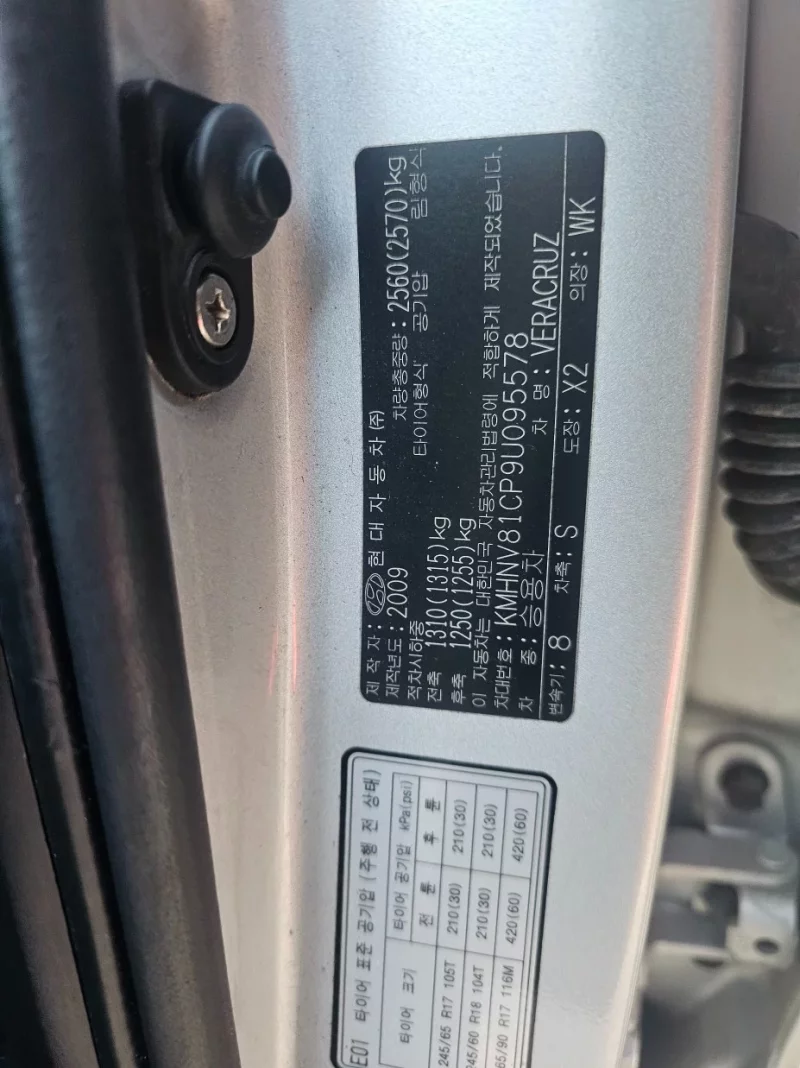 제 작 자 : 현 대 자 동 차 (주)
제작년도 : 2009 차량총중량 : 2560(2570)kg
적차시하중 타이어형식 공기압 림형식
전축 1310(1315)kg
후축 1250(1255)kg
이 자동차는 대한민국 자동차관리법령에 적합하게 제작되었습니다.
차대번호 : KMHNV81CP9U095578
차 종 : 승용차 차 명 : VERACRUZ
변속기 : 8 차축 : S 도장 : X2 의장 : WK
E01 타이어 표준 공기압 (주행 전 상태)
타이어 크기 타이어 공기압 kPa(psi)
전 륜 후 륜
245/65 R17 105T 210(30) 210(30)
245/60 R18 104T 210(30) 210(30)
65/90 R17 116M 420(60) 420(60)